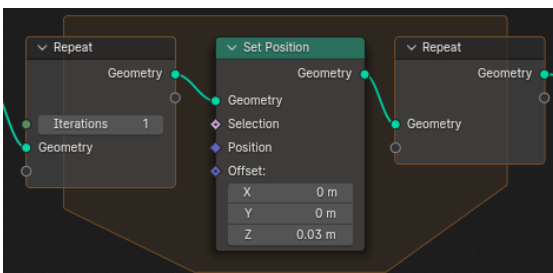 Repeat
Geometry
Iterations 1
Geometry
Set Position
Geometry
Geometry
Selection
Position
Offset:
X 0 m
Y 0 m
Z 0.03 m
Repeat
Geometry
Geometry